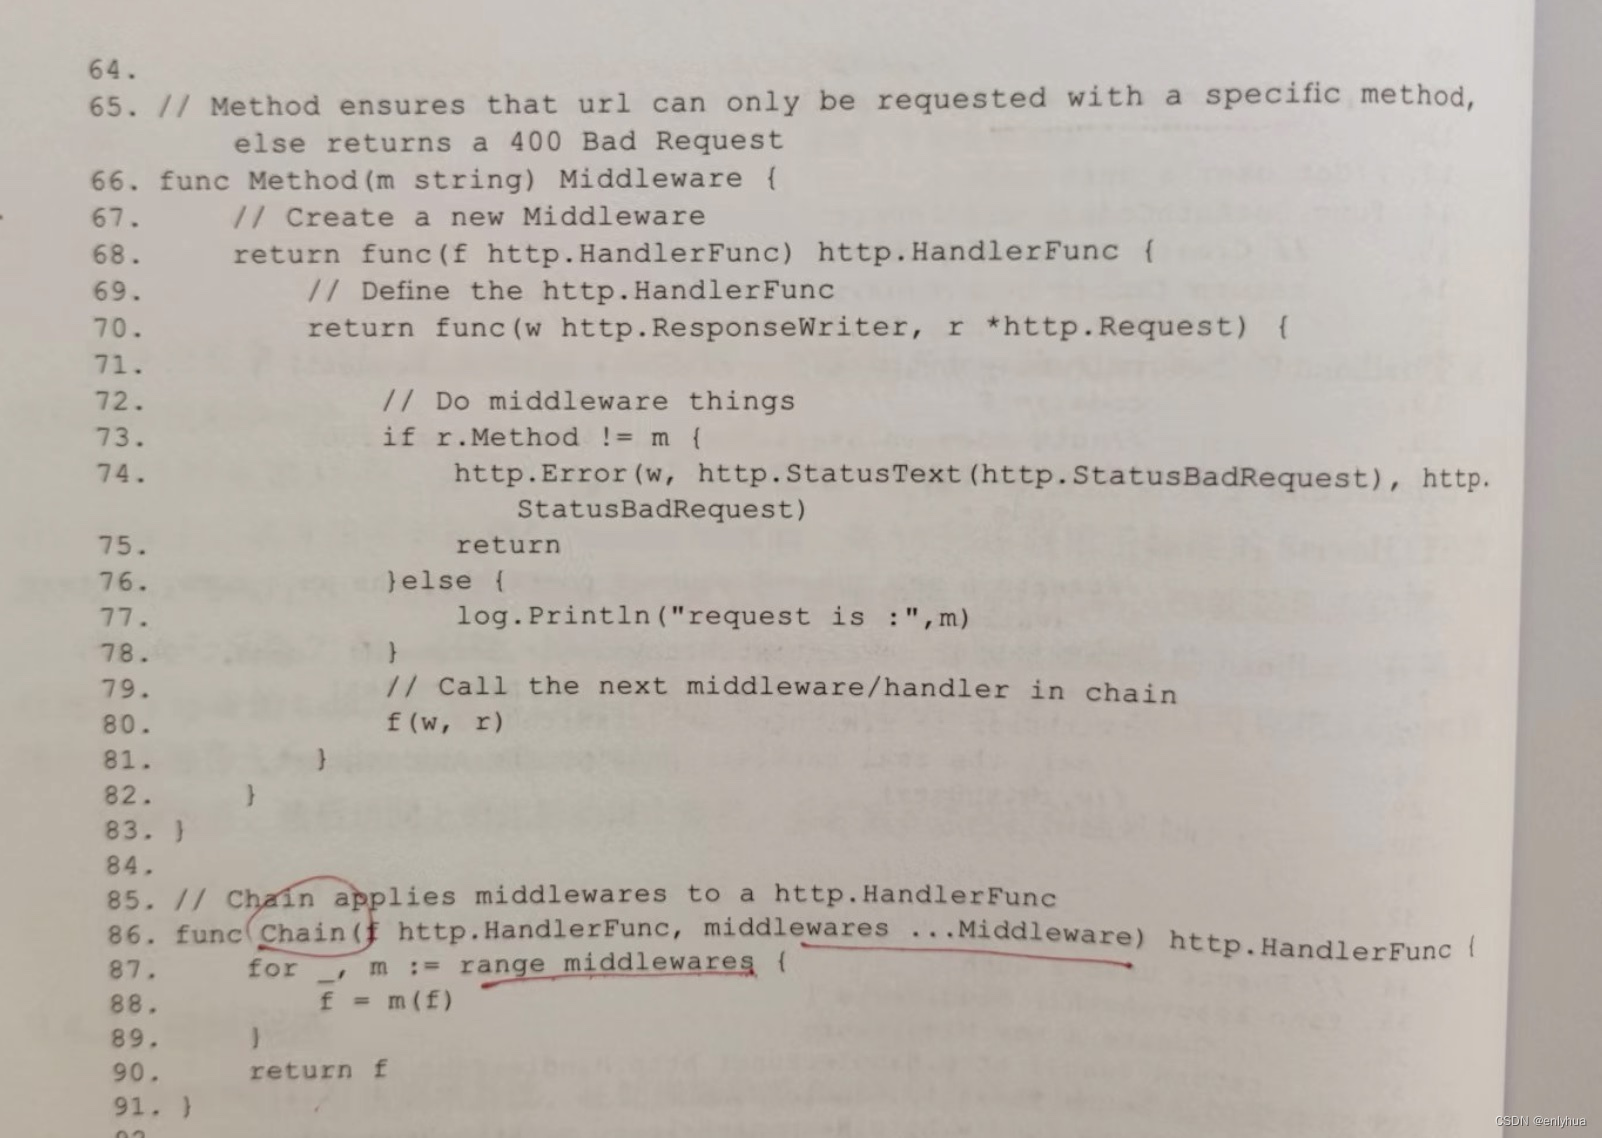 64.
65. // Method ensures that url can only be requested with a specific method,
else returns a 400 Bad Request
66. func Method(m string) Middleware {
67.     // Create a new Middleware
68.     return func(f http.HandlerFunc) http.HandlerFunc {
69.         // Define the http.HandlerFunc
70.         return func(w http.ResponseWriter, r *http.Request) {
71.
72.             // Do middleware things
73.             if r.Method != m {
74.                 http.Error(w, http.StatusText(http.StatusBadRequest), http.
StatusBadRequest)
75.                 return
76.             }else {
77.                 log.Println("request is :",m)
78.             }
79.             // Call the next middleware/handler in chain
80.             f(w, r)
81.         }
82.     }
83. }
84.
85. // Chain applies middlewares to a http.HandlerFunc
86. func Chain(f http.HandlerFunc, middlewares ...Middleware) http.HandlerFunc {
87.     for _, m := range middlewares {
88.         f = m(f)
89.     }
90.     return f
91. }
CSDN @enlyhua